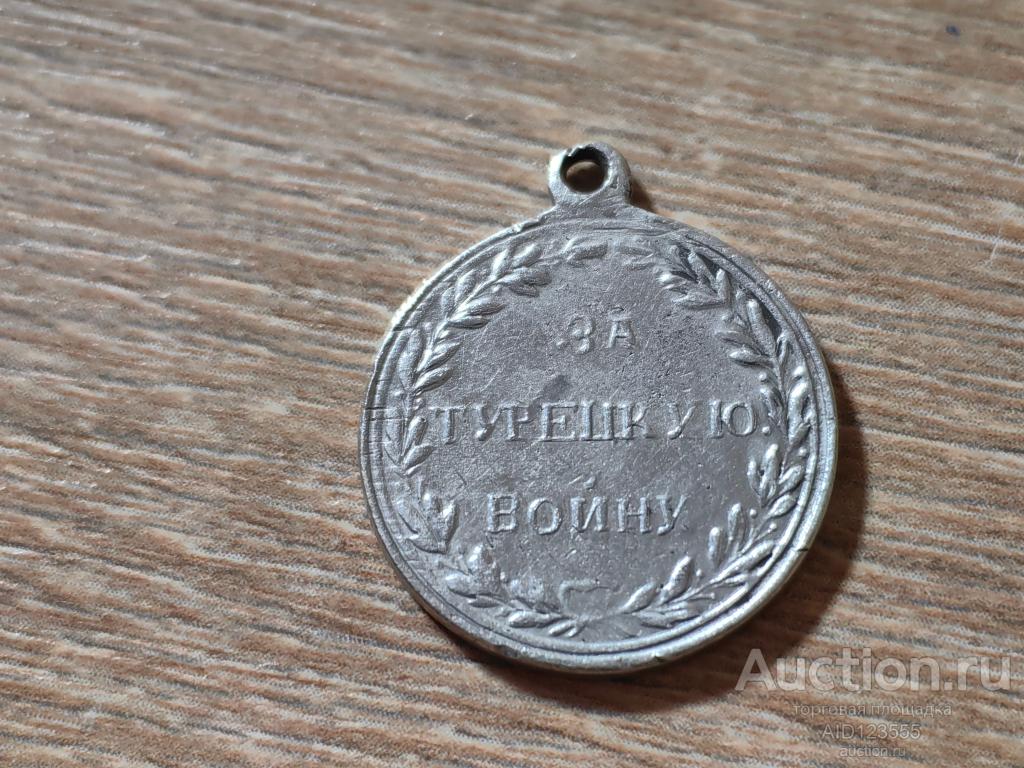 ЗА
ТУРЕЦКУЮ.
ВОЙНУ
Auction.ru
торговая площадка
AID123555
auction.ru